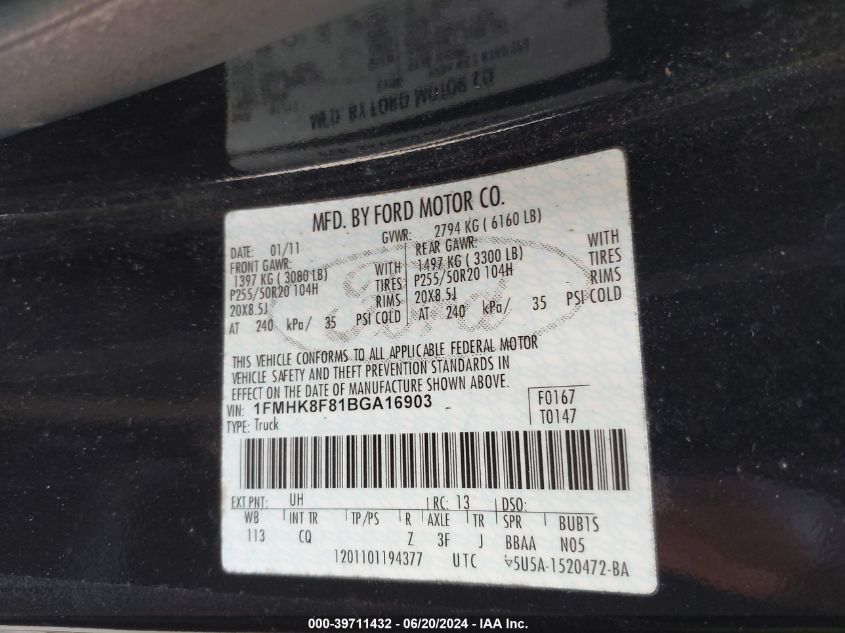 MFD. BY FORD MOTOR CO.
MFD. BY FORD MOTOR CO.
DATE: 01/11 GVWR: 2794 KG ( 6160 LB)
FRONT GAWR: REAR GAWR:
1397 KG ( 3080 LB) WITH 1497 KG ( 3300 LB) WITH
P255/50R20 104H TIRES P255/50R20 104H TIRES
20X8.5J RIMS 20X8.5J RIMS
AT 240 kPa/ 35 PSI COLD AT 240 kPa/ 35 PSI COLD
Ford
THIS VEHICLE CONFORMS TO ALL APPLICABLE FEDERAL MOTOR
VEHICLE SAFETY AND THEFT PREVENTION STANDARDS IN
EFFECT ON THE DATE OF MANUFACTURE SHOWN ABOVE.
VIN: 1FMHK8F81BGA16903 F0167
TYPE: Truck T0147
EXT PNT: UH RC: 13 DSO:
WB INT TR TP/PS R AXLE TR SPR BUB1S
113 CQ Z 3F J BBAA N05
1201101194377 UTC 5U5A-1520472-BA
000-39711432 - 06/20/2024 - IAA Inc.